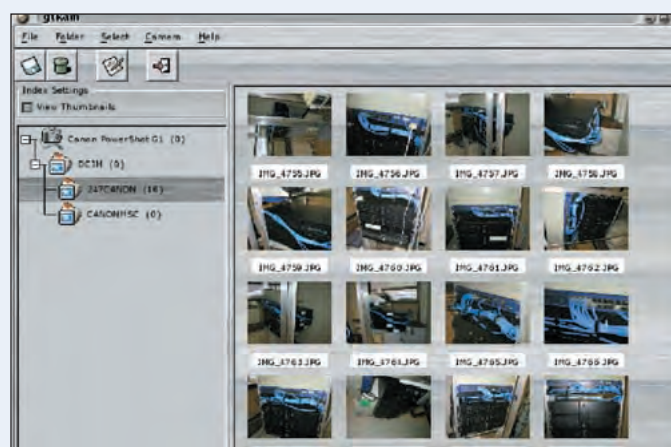 gtkam
File Folder Select Camera Help
Index Settings
View Thumbnails
Canon PowerShot G1 (0)
DCIM (0)
247CANON (16)
CANONMSC (0)
IMG_4755.JPG IMG_4756.JPG IMG_4757.JPG IMG_4758.JPG
IMG_4759.JPG IMG_4760.JPG IMG_4761.JPG IMG_4762.JPG
IMG_4763.JPG IMG_4764.JPG IMG_4765.JPG IMG_4766.JPG